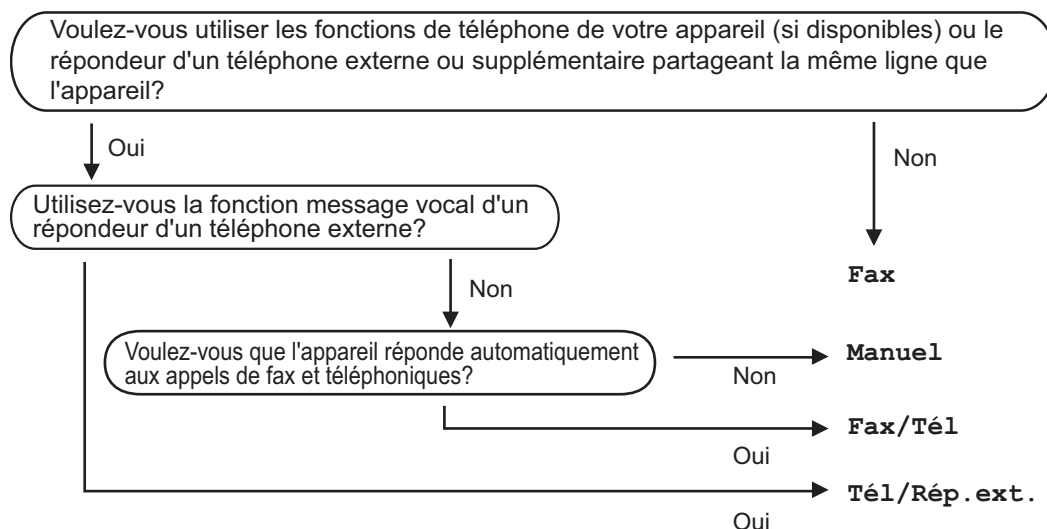 Voulez-vous utiliser les fonctions de téléphone de votre appareil (si disponibles) ou le
répondeur d'un téléphone externe ou supplémentaire partageant la même ligne que
l'appareil?
Oui
Non
Utilisez-vous la fonction message vocal d'un
répondeur d'un téléphone externe?
Fax
Non
Voulez-vous que l'appareil réponde automatiquement
aux appels de fax et téléphoniques?
Manuel
Non
Fax/Tél
Oui
Tél/Rép.ext.
Oui